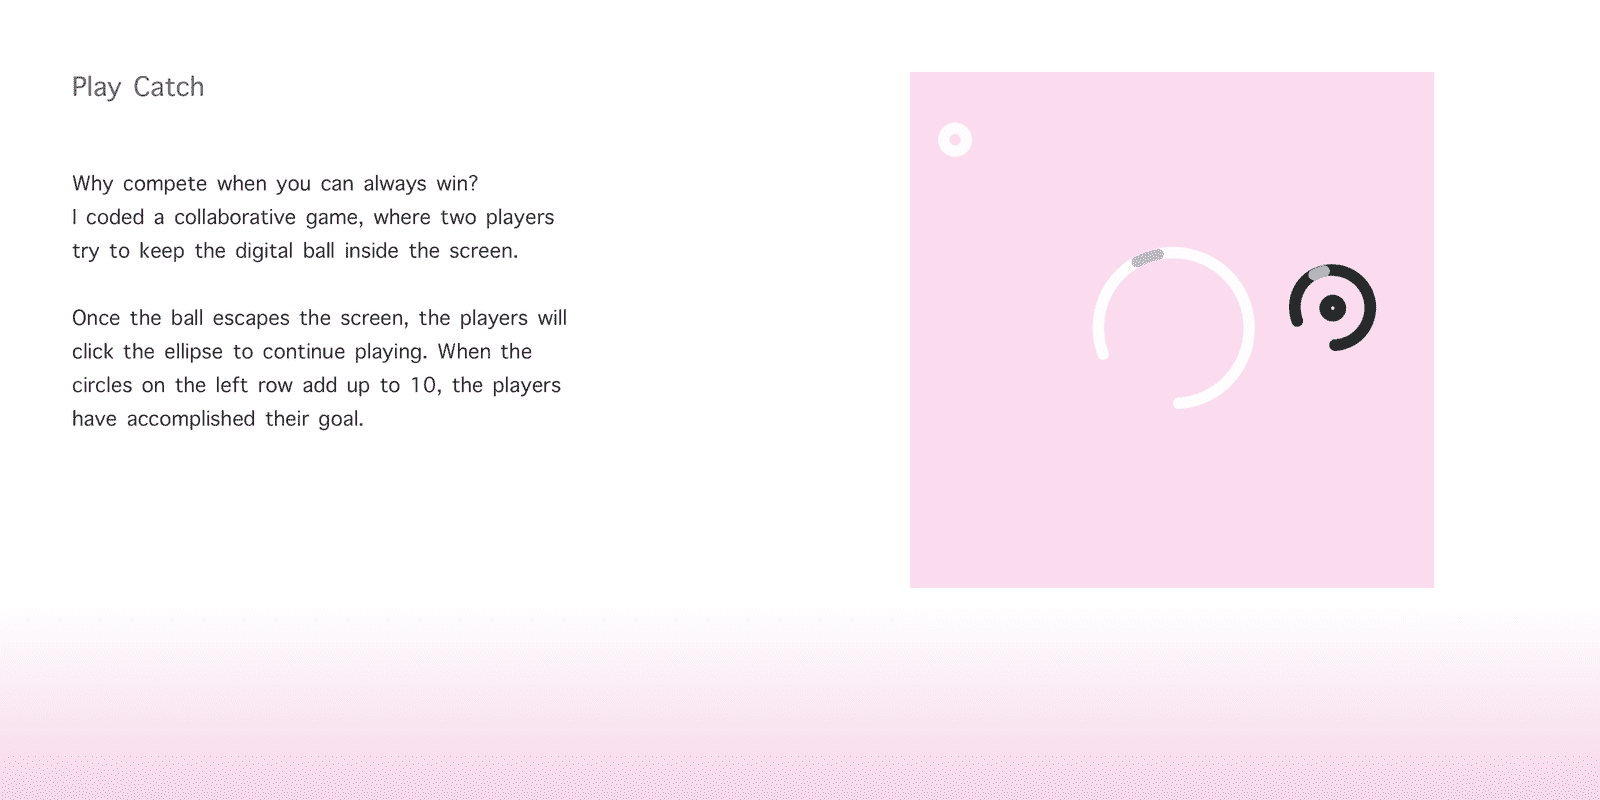 Play Catch
Why compete when you can always win?
I coded a collaborative game, where two players
try to keep the digital ball inside the screen.
Once the ball escapes the screen, the players will
click the ellipse to continue playing. When the
circles on the left row add up to 10, the players
have accomplished their goal.